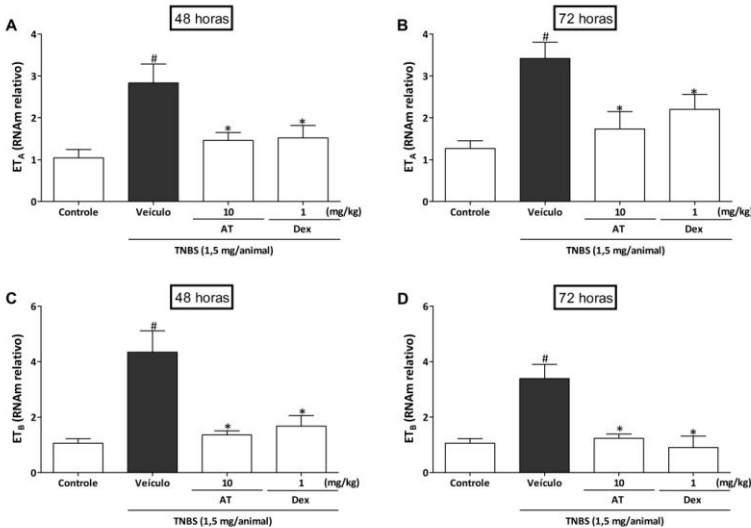 A
48 horas
ET_A (RNAm relativo)
4
3
2
1
0
#
*
*
Controle Veículo 10 1 (mg/kg)
AT Dex
TNBS (1,5 mg/animal)
B
72 horas
ET_A (RNAm relativo)
4
3
2
1
0
#
*
*
Controle Veículo 10 1 (mg/kg)
AT Dex
TNBS (1,5 mg/animal)
C
48 horas
ET_B (RNAm relativo)
6
4
2
0
#
*
*
Controle Veículo 10 1 (mg/kg)
AT Dex
TNBS (1,5 mg/animal)
D
72 horas
ET_B (RNAm relativo)
6
4
2
0
#
*
*
Controle Veículo 10 1 (mg/kg)
AT Dex
TNBS (1,5 mg/animal)